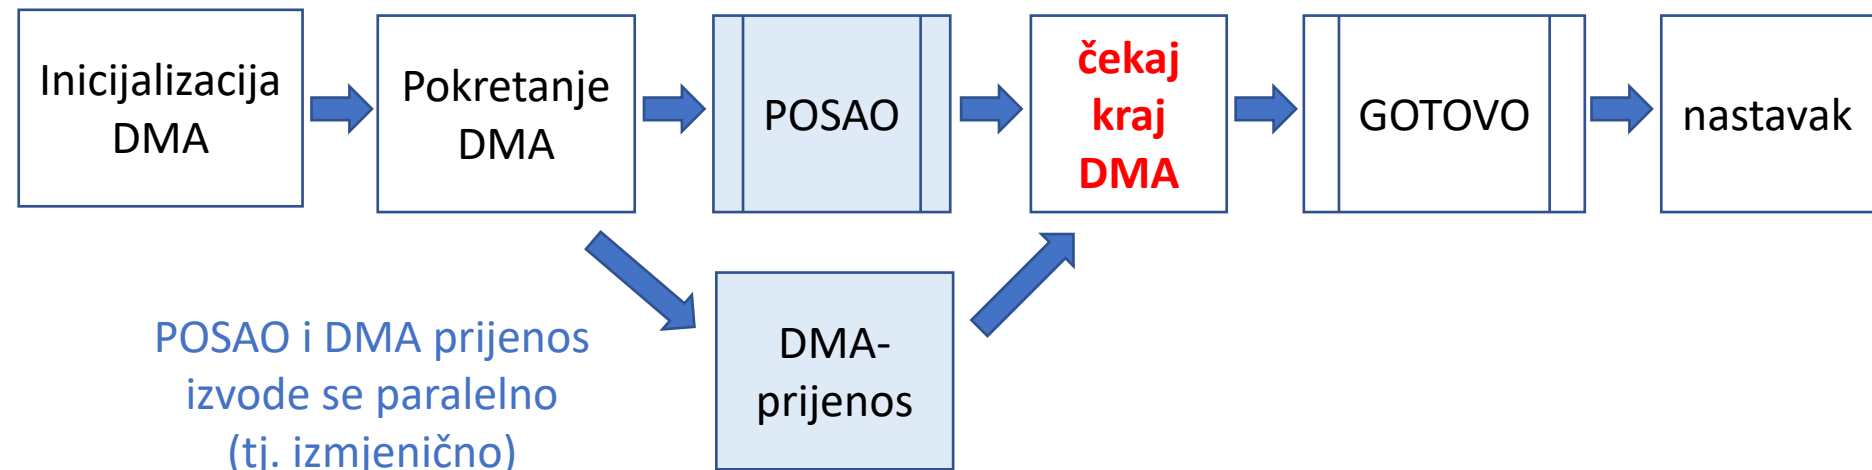 Inicijalizacija
DMA
Pokretanje
DMA
POSAO
čekaj
kraj
DMA
GOTOVO
nastavak
POSAO i DMA prijenos
izvode se paralelno
(tj. izmjenično)
DMA-
prijenos